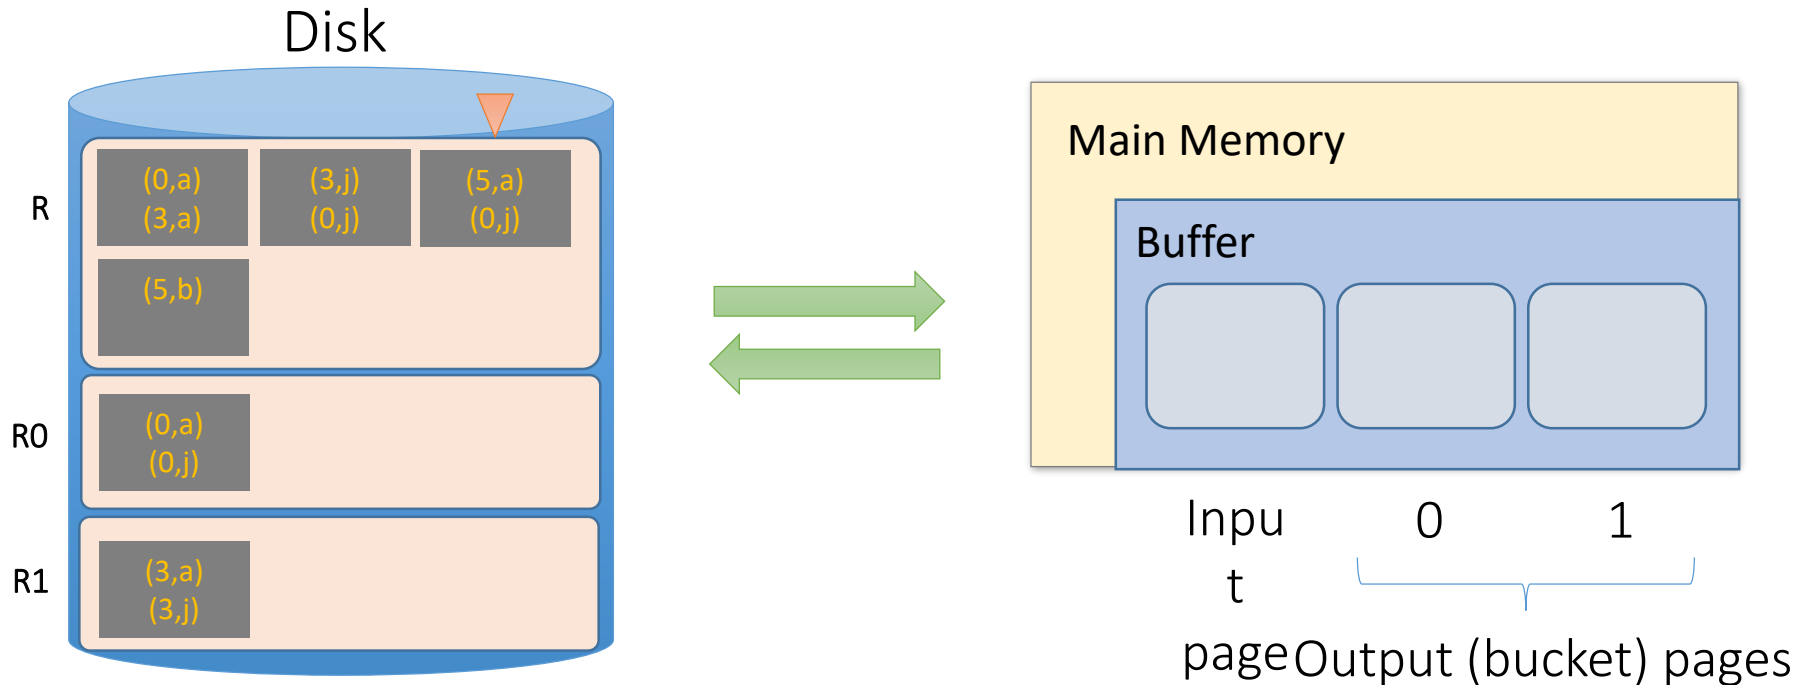 Disk
R
(0,a)
(3,a)
(3,j)
(0,j)
(5,a)
(0,j)
(5,b)
R0
(0,a)
(0,j)
R1
(3,a)
(3,j)
Main Memory
Buffer
Inpu
t
page
0
1
Output (bucket) pages